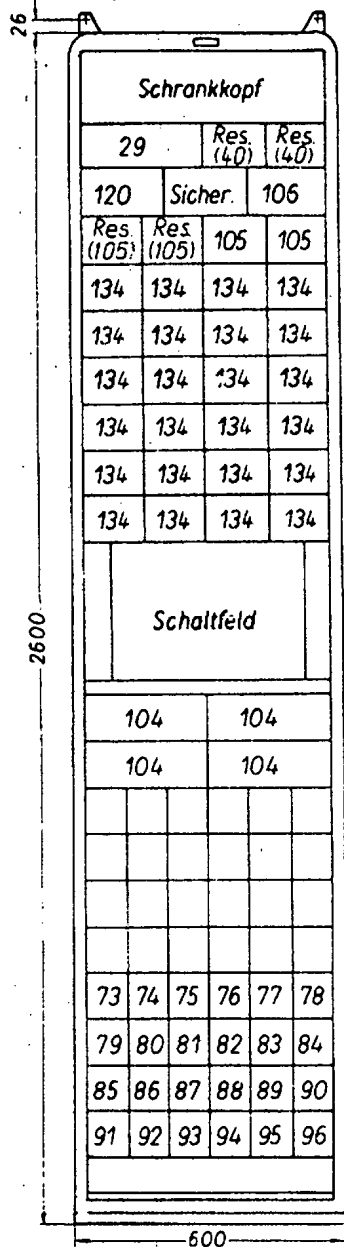 26
Schrankkopf
29 Res. (40) Res. (40)
120 Sicher. 106
Res. (105) Res. (105) 105 105
134 134 134 134
134 134 134 134
134 134 134 134
134 134 134 134
134 134 134 134
134 134 134 134
Schaltfeld
2600
104 104
104 104
73 74 75 76 77 78
79 80 81 82 83 84
85 86 87 88 89 90
91 92 93 94 95 96
600